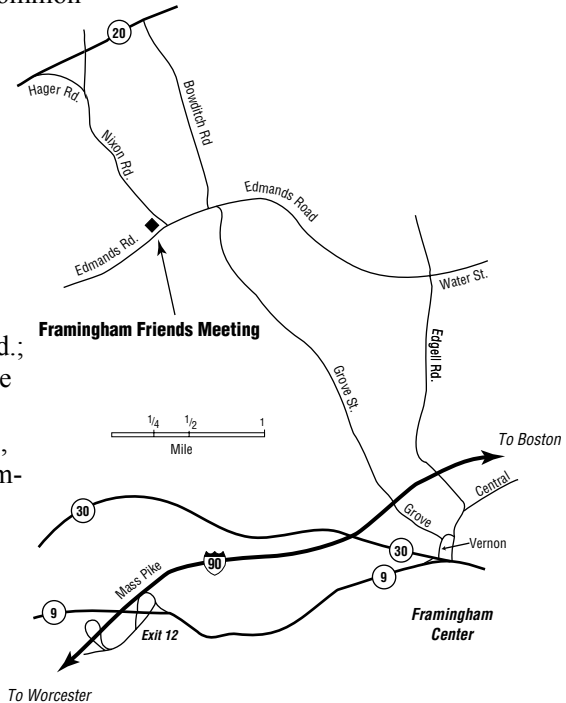 ommon
20
Hager Rd.
Bowditch Rd
Nixon Rd.
Edmands Road
Edmands Rd.
Water St.
Framingham Friends Meeting
d.;
e
Edgell Rd.
Grove St.
1/4 1/2 1
Mile
,
m-
To Boston
Central
Grove
30
Vernon
30
90
Mass Pike
9
9
Exit 12
Framingham
Center
To Worcester